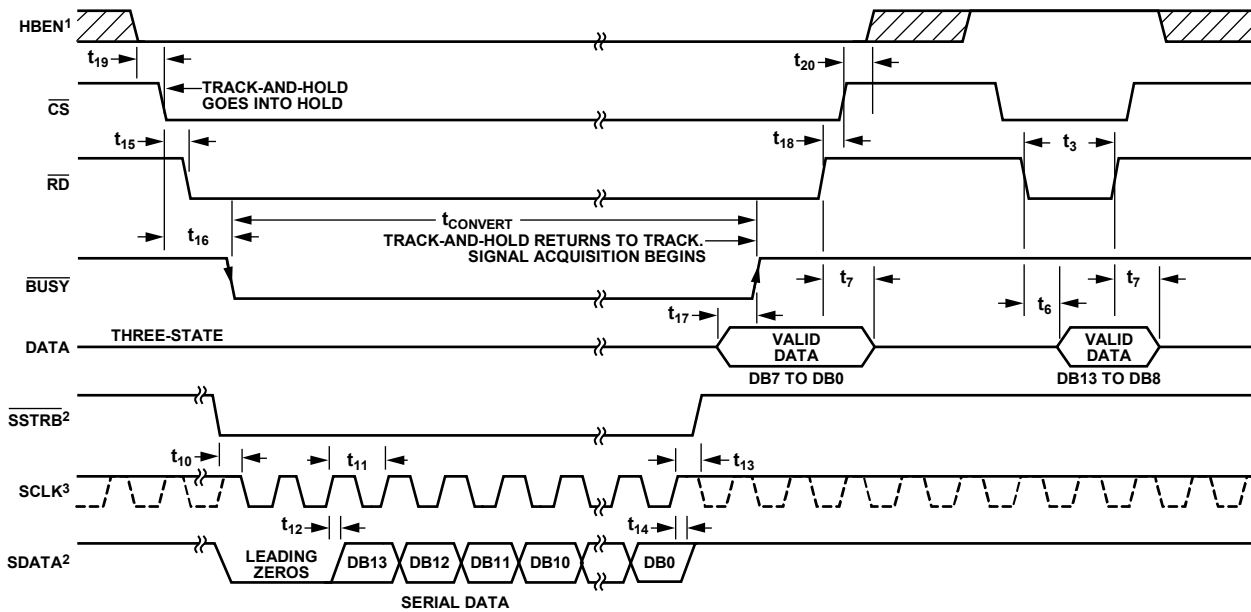 HBEN1
t19
t20
TRACK-AND-HOLD
GOES INTO HOLD
CS
t15
t18
t3
RD
tCONVERT
t16
TRACK-AND-HOLD RETURNS TO TRACK.
SIGNAL ACQUISITION BEGINS
BUSY
t7
t7
t6
t17
DATA
THREE-STATE
VALID
DATA
VALID
DATA
DB7 TO DB0
DB13 TO DB8
SSTRB2
t10
t11
t13
SCLK3
t12
t14
SDATA2
LEADING
ZEROS
DB13
DB12
DB11
DB10
DB0
SERIAL DATA